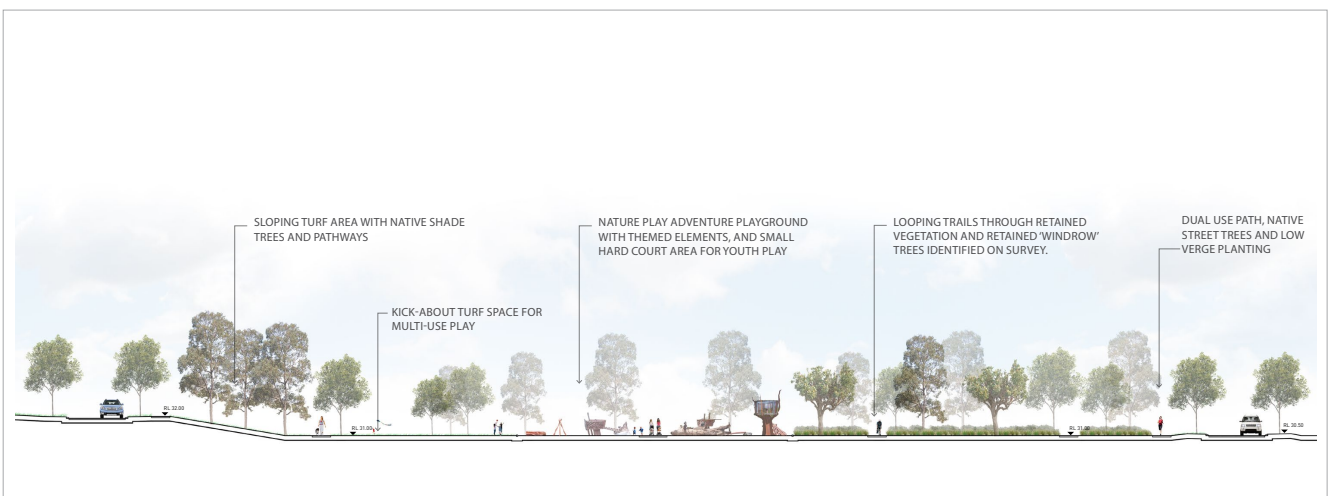 SLOPING TURF AREA WITH NATIVE SHADE
TREES AND PATHWAYS
KICK-ABOUT TURF SPACE FOR
MULTI-USE PLAY
NATURE PLAY ADVENTURE PLAYGROUND
WITH THEMED ELEMENTS, AND SMALL
HARD COURT AREA FOR YOUTH PLAY
LOOPING TRAILS THROUGH RETAINED
VEGETATION AND RETAINED 'WINDROW'
TREES IDENTIFIED ON SURVEY.
DUAL USE PATH, NATIVE
STREET TREES AND LOW
VERGE PLANTING
RL 32.00
RL 31.00
RL 31.00
RL 30.50